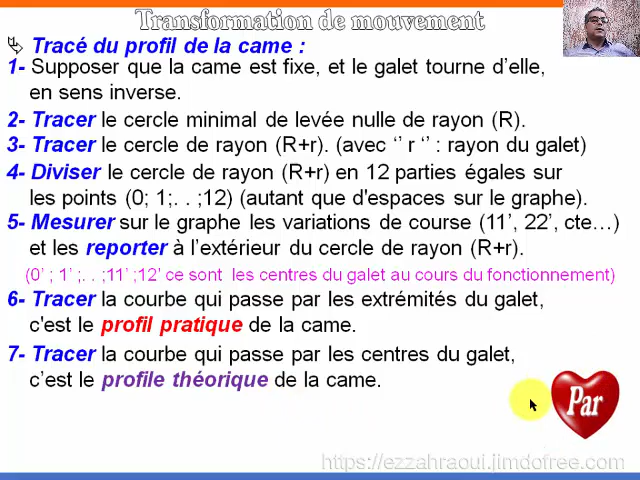 Transformation de mouvement
Tracé du profil de la came :
1- Supposer que la came est fixe, et le galet tourne d'elle,
en sens inverse.
2- Tracer le cercle minimal de levée nulle de rayon (R).
3- Tracer le cercle de rayon (R+r). (avec ‘’ r ‘’ : rayon du galet)
4- Diviser le cercle de rayon (R+r) en 12 parties égales sur
les points (0; 1;. . ;12) (autant que d'espaces sur le graphe).
5- Mesurer sur le graphe les variations de course (11’, 22’, cte…)
et les reporter à l’extérieur du cercle de rayon (R+r).
(0’ ; 1’ ;. . ;11’ ;12’ ce sont les centres du galet au cours du fonctionnement)
6- Tracer la courbe qui passe par les extrémités du galet,
c'est le profil pratique de la came.
7- Tracer la courbe qui passe par les centres du galet,
c’est le profile théorique de la came.
Par
https://ezzahraoui.jimdofree.com